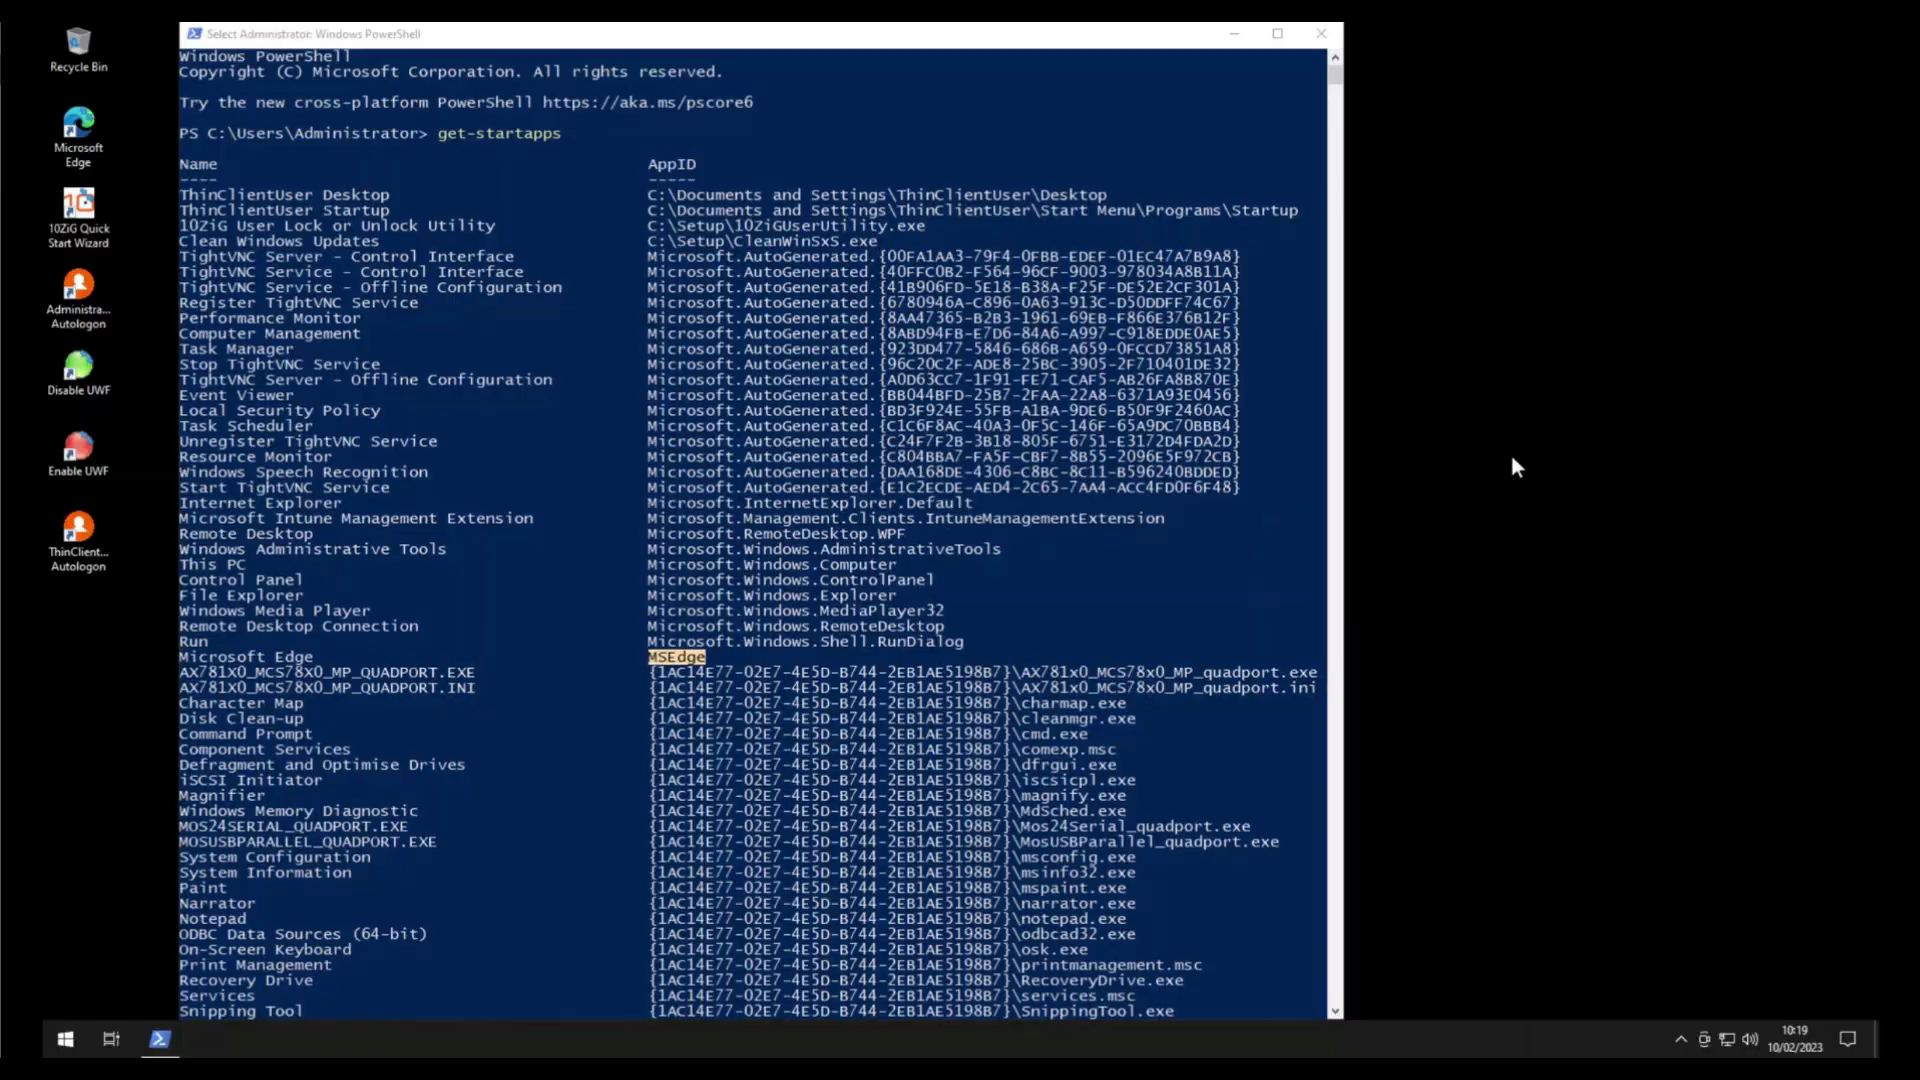 Recycle Bin
Microsoft
Edge
10ZiG Quick
Start Wizard
Administra...
Autologon
Disable UWF
Enable UWF
ThinClient...
Autologon
Select Administrator: Windows PowerShell
Windows PowerShell
Copyright (C) Microsoft Corporation. All rights reserved.
Try the new cross-platform PowerShell https://aka.ms/pscore6
PS C:\Users\Administrator> get-startapps
Name AppID
---- -----
ThinClientUser Desktop C:\Documents and Settings\ThinClientUser\Desktop
ThinClientUser Startup C:\Documents and Settings\ThinClientUser\Start Menu\Programs\Startup
10ZiG User Lock or Unlock Utility C:\Setup\10ZiGUserUtility.exe
Clean Windows Updates C:\Setup\CleanWinSxS.exe
TightVNC Server - Control Interface Microsoft.AutoGenerated.{00FA1AA3-79F4-0FBB-EDEF-01EC47A7B9A8}
TightVNC Service - Control Interface Microsoft.AutoGenerated.{40FFC0B2-F564-96CF-9003-978034A8B11A}
TightVNC Service - Offline Configuration Microsoft.AutoGenerated.{41B906FD-5E18-B38A-F25F-DE52E2CF301A}
Register TightVNC Service Microsoft.AutoGenerated.{6780946A-C896-0A63-913C-D50DDFF74C67}
Performance Monitor Microsoft.AutoGenerated.{8AA47365-B2B3-1961-69EB-F866E376B12F}
Computer Management Microsoft.AutoGenerated.{8ABD94FB-E7D6-84A6-A997-C918EDDE0AE5}
Task Manager Microsoft.AutoGenerated.{923DD477-5846-686B-A659-0FCCD73851A8}
Stop TightVNC Service Microsoft.AutoGenerated.{96C20C2F-ADE8-25BC-3905-2F710401DE32}
TightVNC Server - Offline Configuration Microsoft.AutoGenerated.{A0D63CC7-1F91-FE71-CAF5-AB26FA8B870E}
Event Viewer Microsoft.AutoGenerated.{BB044BFD-25B7-2FAA-22A8-6371A93E0456}
Local Security Policy Microsoft.AutoGenerated.{BD3F924E-55FB-A1BA-9DE6-B50F9F2460AC}
Task Scheduler Microsoft.AutoGenerated.{C1C6F8AC-40A3-0F5C-146F-65A9DC70BBB4}
Unregister TightVNC Service Microsoft.AutoGenerated.{C24F7F2B-3B18-805F-6751-E3172D4FDA2D}
Resource Monitor Microsoft.AutoGenerated.{C804BBA7-FA5F-CBF7-8B55-2096E5F972CB}
Windows Speech Recognition Microsoft.AutoGenerated.{DAA168DE-4306-C8BC-8C11-B596240BDDED}
Start TightVNC Service Microsoft.AutoGenerated.{E1C2ECDE-AED4-2C65-7AA4-ACC4FD0F6F48}
Internet Explorer Microsoft.InternetExplorer.Default
Microsoft Intune Management Extension Microsoft.Management.Clients.IntuneManagementExtension
Remote Desktop Microsoft.RemoteDesktop.WPF
Windows Administrative Tools Microsoft.Windows.AdministrativeTools
This PC Microsoft.Windows.Computer
Control Panel Microsoft.Windows.ControlPanel
File Explorer Microsoft.Windows.Explorer
Windows Media Player Microsoft.Windows.MediaPlayer32
Remote Desktop Connection Microsoft.Windows.RemoteDesktop
Run Microsoft.Windows.Shell.RunDialog
Microsoft Edge MSEdge
AX781x0_MCS78X0_MP_QUADPORT.EXE {1AC14E77-02E7-4E5D-B744-2EB1AE5198B7}\AX781x0_MCS78x0_MP_quadport.exe
AX781x0_MCS78X0_MP_QUADPORT.INI {1AC14E77-02E7-4E5D-B744-2EB1AE5198B7}\AX781x0_MCS78x0_MP_quadport.ini
Character Map {1AC14E77-02E7-4E5D-B744-2EB1AE5198B7}\charmap.exe
Disk Clean-up {1AC14E77-02E7-4E5D-B744-2EB1AE5198B7}\cleanmgr.exe
Command Prompt {1AC14E77-02E7-4E5D-B744-2EB1AE5198B7}\cmd.exe
Component Services {1AC14E77-02E7-4E5D-B744-2EB1AE5198B7}\comexp.msc
Defragment and Optimise Drives {1AC14E77-02E7-4E5D-B744-2EB1AE5198B7}\dfrgui.exe
iSCSI Initiator {1AC14E77-02E7-4E5D-B744-2EB1AE5198B7}\iscsicpl.exe
Magnifier {1AC14E77-02E7-4E5D-B744-2EB1AE5198B7}\magnify.exe
Windows Memory Diagnostic {1AC14E77-02E7-4E5D-B744-2EB1AE5198B7}\MdSched.exe
MOS24SERIAL_QUADPORT.EXE {1AC14E77-02E7-4E5D-B744-2EB1AE5198B7}\Mos24Serial_quadport.exe
MOSUSBPARALLEL_QUADPORT.EXE {1AC14E77-02E7-4E5D-B744-2EB1AE5198B7}\MosUSBParallel_quadport.exe
System Configuration {1AC14E77-02E7-4E5D-B744-2EB1AE5198B7}\msconfig.exe
System Information {1AC14E77-02E7-4E5D-B744-2EB1AE5198B7}\msinfo32.exe
Paint {1AC14E77-02E7-4E5D-B744-2EB1AE5198B7}\mspaint.exe
Narrator {1AC14E77-02E7-4E5D-B744-2EB1AE5198B7}\narrator.exe
Notepad {1AC14E77-02E7-4E5D-B744-2EB1AE5198B7}\notepad.exe
ODBC Data Sources (64-bit) {1AC14E77-02E7-4E5D-B744-2EB1AE5198B7}\odbcad32.exe
On-Screen Keyboard {1AC14E77-02E7-4E5D-B744-2EB1AE5198B7}\osk.exe
Print Management {1AC14E77-02E7-4E5D-B744-2EB1AE5198B7}\printmanagement.msc
Recovery Drive {1AC14E77-02E7-4E5D-B744-2EB1AE5198B7}\RecoveryDrive.exe
Services {1AC14E77-02E7-4E5D-B744-2EB1AE5198B7}\services.msc
Snipping Tool {1AC14E77-02E7-4E5D-B744-2EB1AE5198B7}\SnippingTool.exe
10:19
10/02/2023